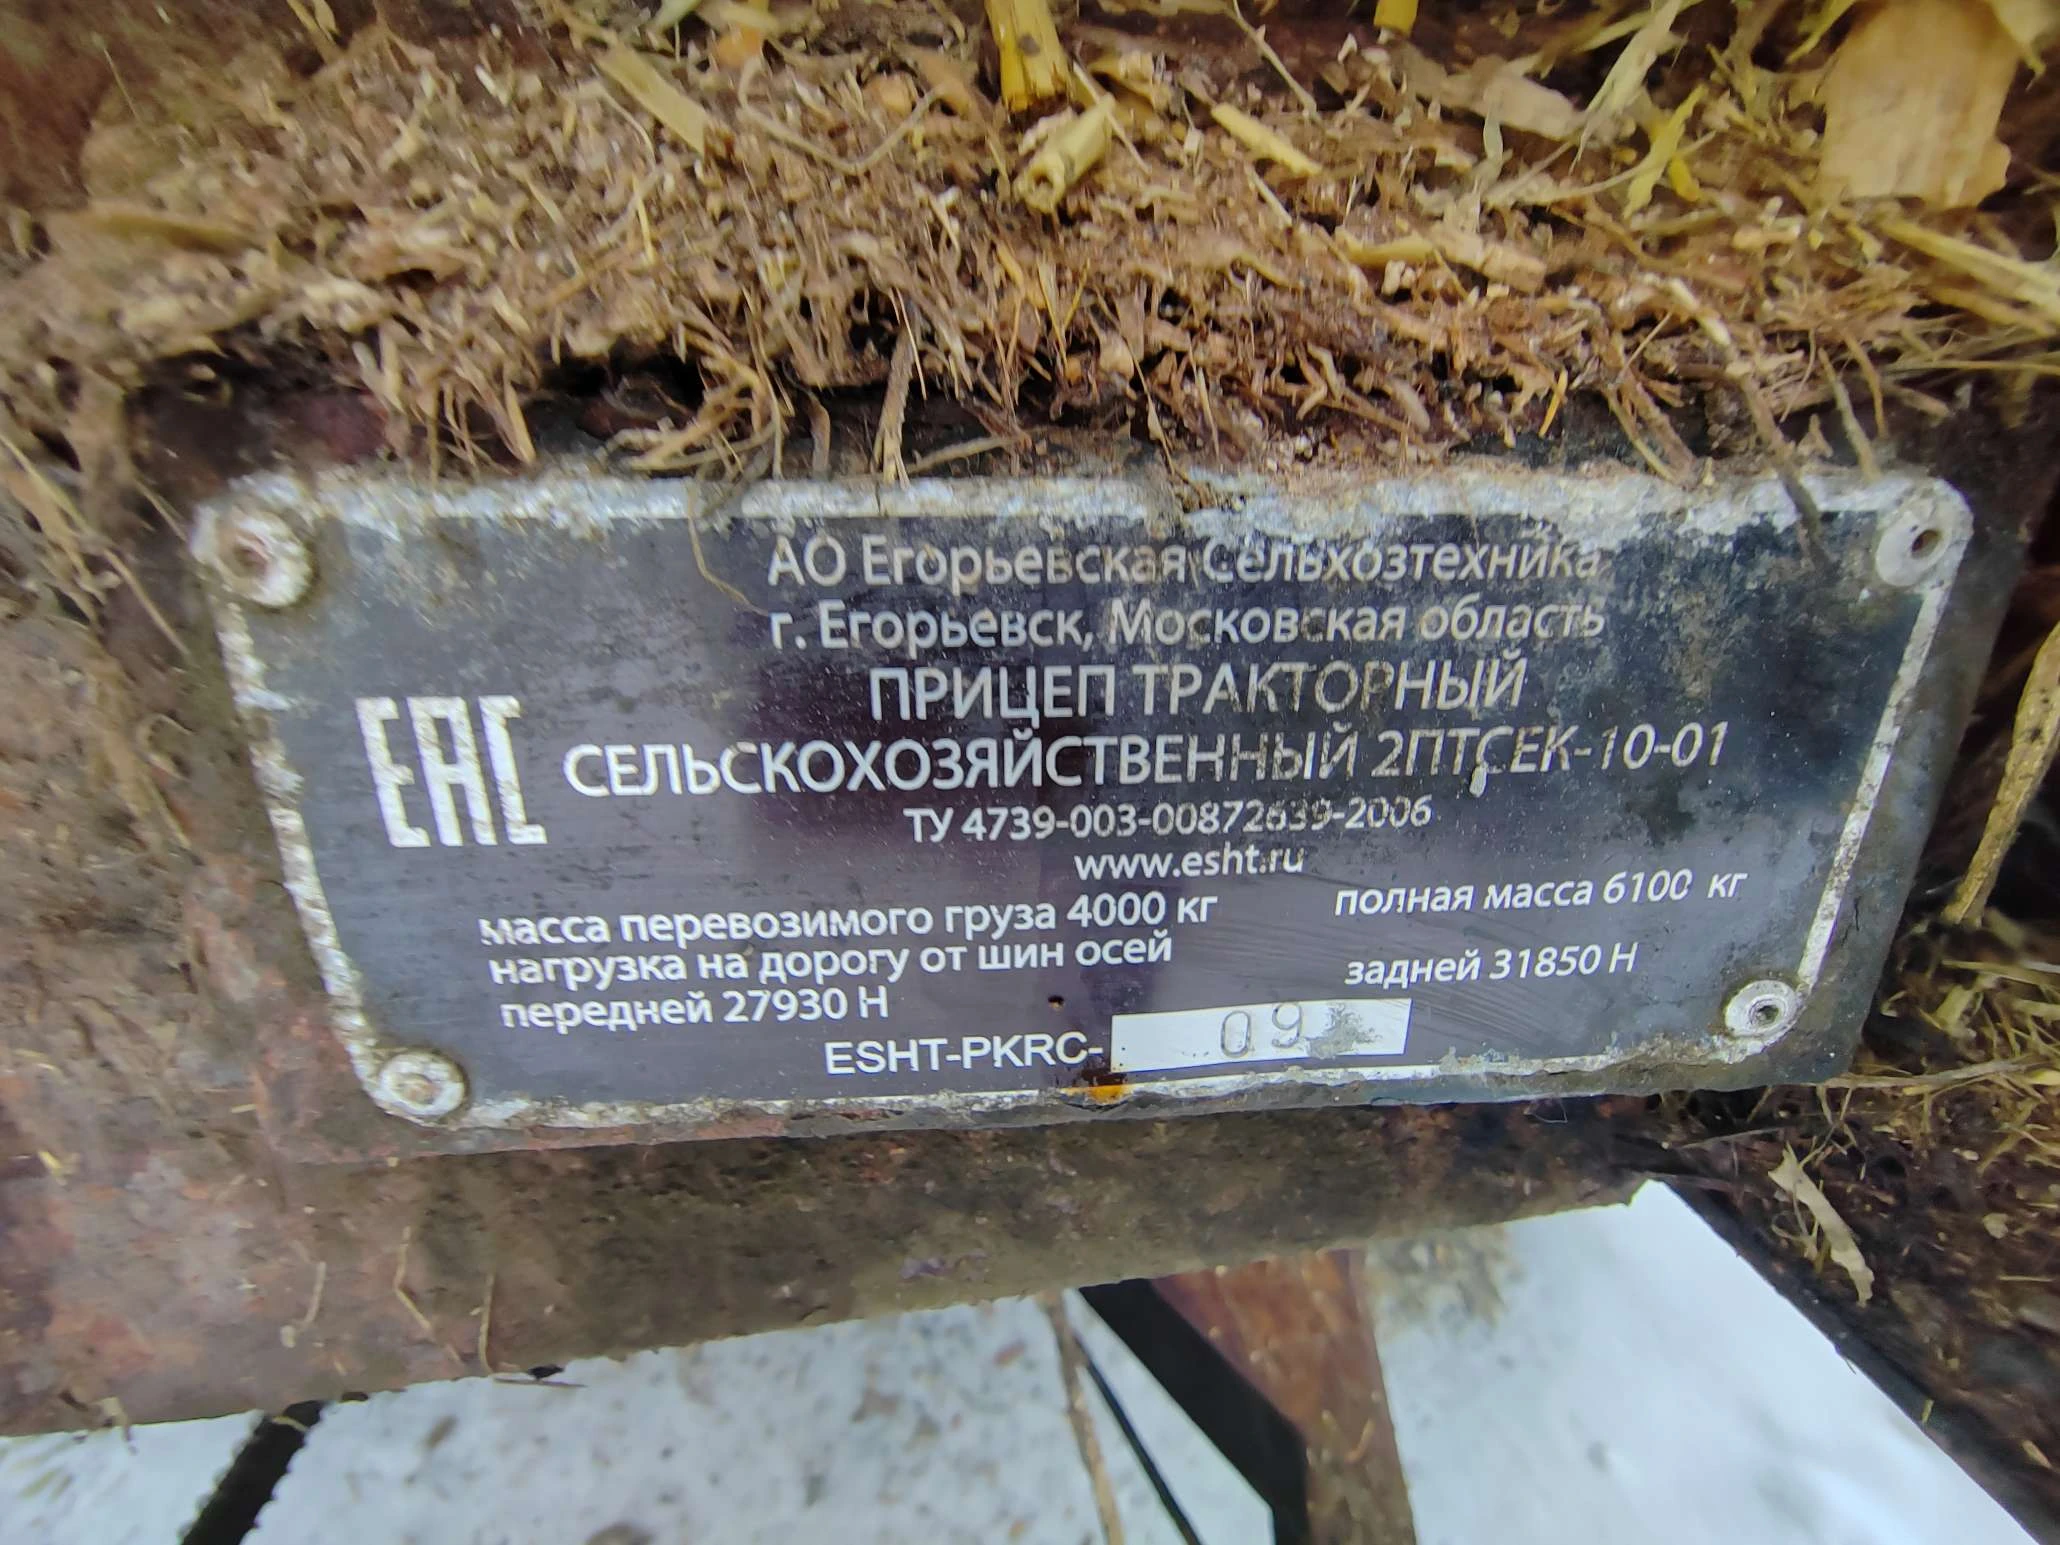 АО Егорьевская Сельхозтехника
г. Егорьевск, Московская область
ПРИЦЕП ТРАКТОРНЫЙ
EAC
СЕЛЬСКОХОЗЯЙСТВЕННЫЙ 2ПТСЕК-10-01
ТУ 4739-003-00872639-2006
www.esht.ru
масса перевозимого груза 4000 кг полная масса 6100 кг
нагрузка на дорогу от шин осей
передней 27930 Н задней 31850 Н
ESHT-PKRC- 09